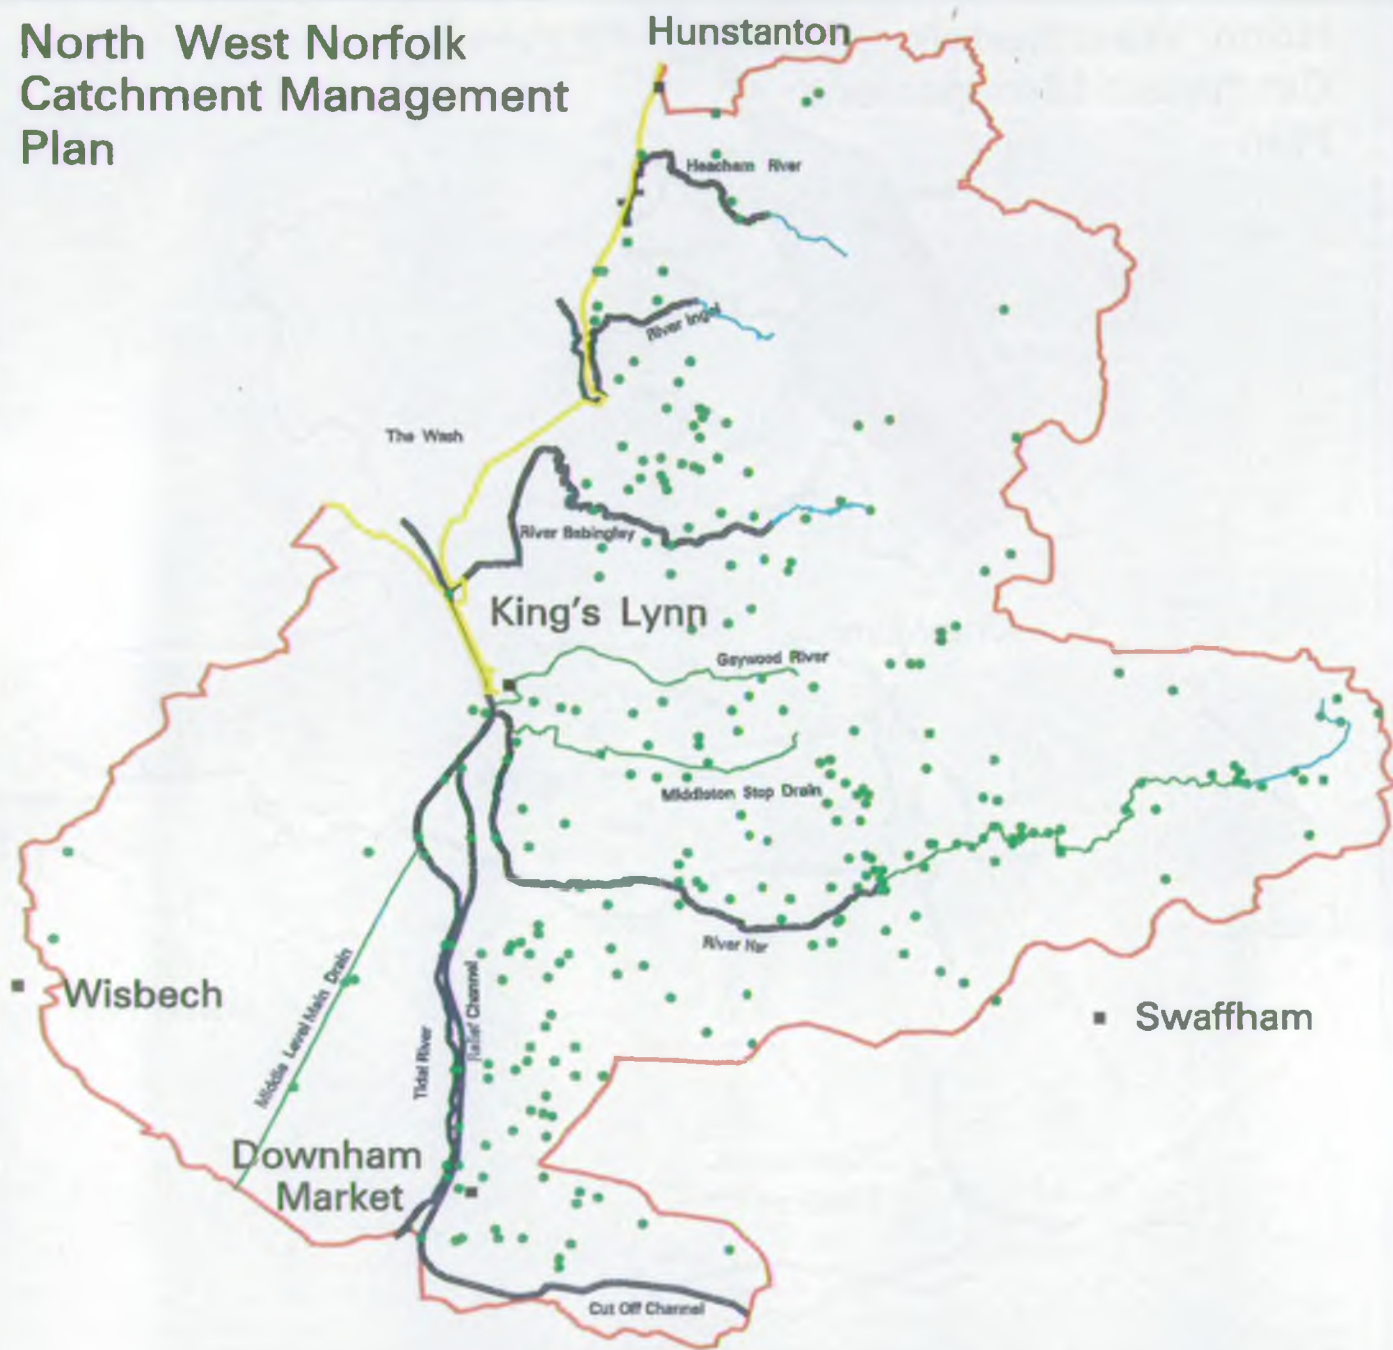 North West Norfolk
Catchment Management
Plan
Hunstanton
Heacham River
River Ingol
The Wash
River Babingley
King's Lynn
Gaywood River
Middleton Stop Drain
River Nar
Wisbech
Middle Level Main Drain
Tidal River
Relief Channel
Swaffham
Downham
Market
Cut Off Channel